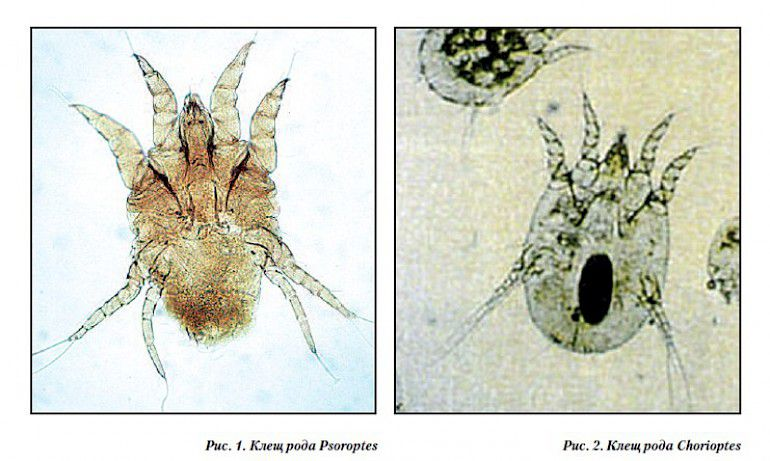 Рис. 1. Клещ рода Psoroptes
Рис. 2. Клещ рода Chorioptes